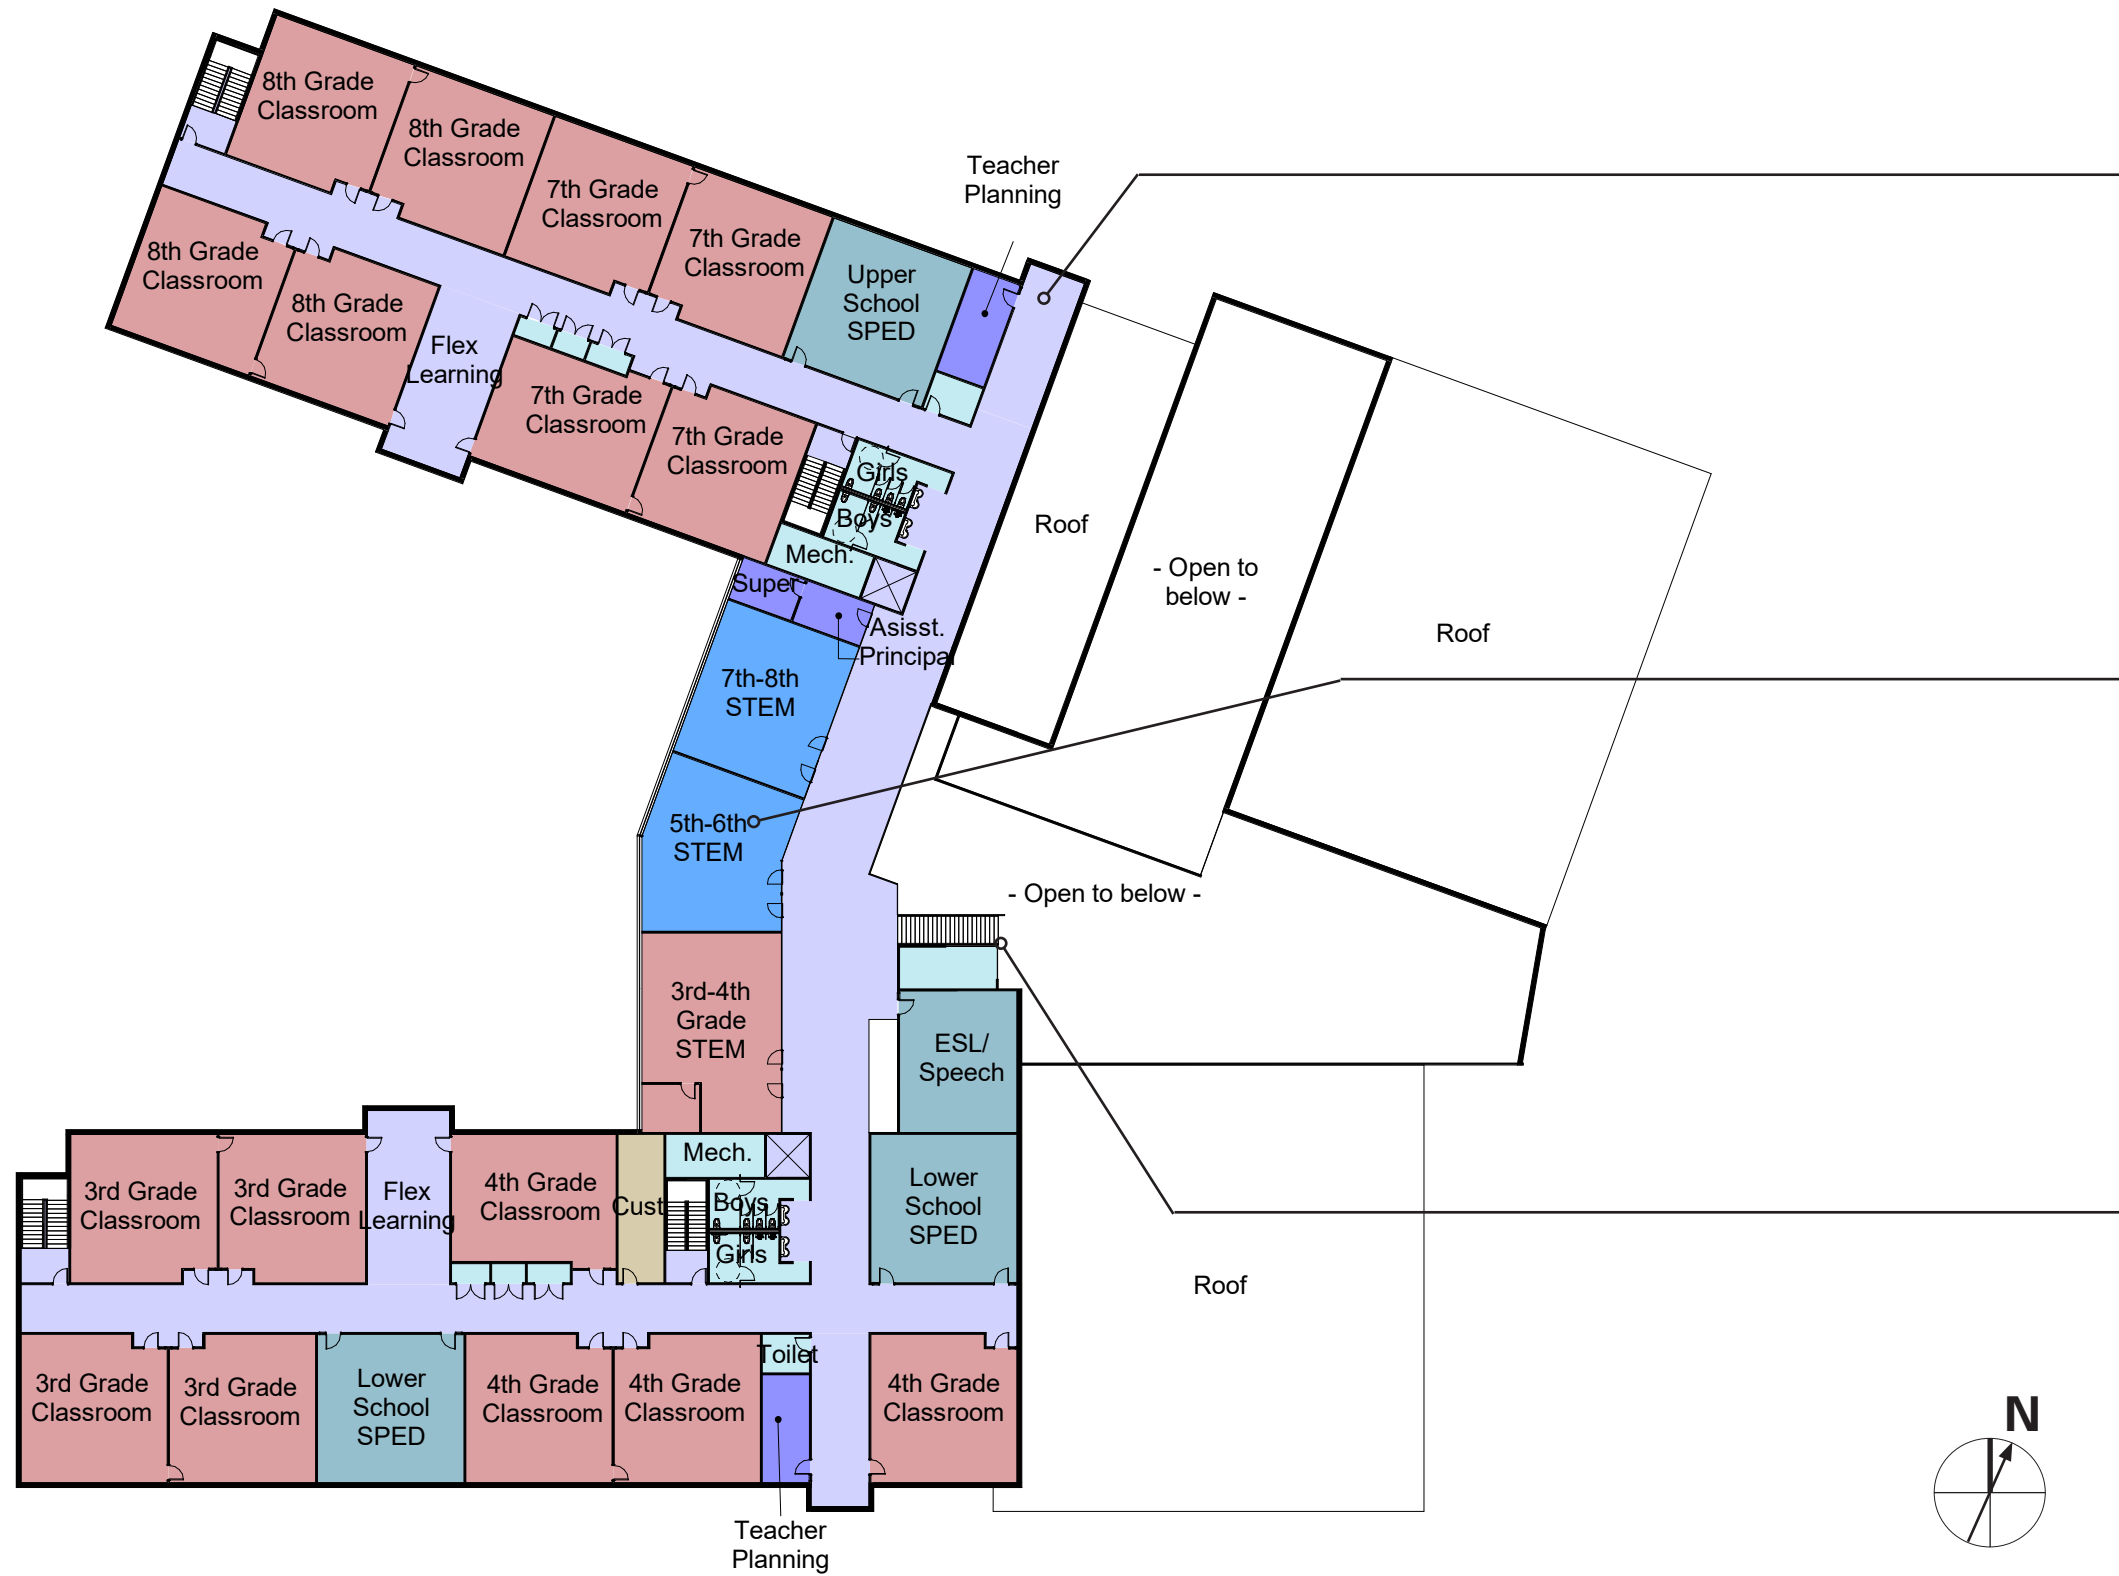 8th Grade
Classroom
8th Grade
Classroom
7th Grade
Classroom
7th Grade
Classroom
Upper
School
SPED
Teacher
Planning
8th Grade
Classroom
8th Grade
Classroom
Flex
Learning
7th Grade
Classroom
7th Grade
Classroom
Girls
Boys
Mech.
Super
Asisst.
Principal
Roof
- Open to
below -
Roof
7th-8th
STEM
5th-6th
STEM
- Open to below -
3rd-4th
Grade
STEM
ESL/
Speech
3rd Grade
Classroom
3rd Grade
Classroom
Flex
Learning
4th Grade
Classroom
Cust
Mech.
Boys
Girls
Lower
School
SPED
Roof
3rd Grade
Classroom
3rd Grade
Classroom
Lower
School
SPED
4th Grade
Classroom
4th Grade
Classroom
Toilet
4th Grade
Classroom
Teacher
Planning
N